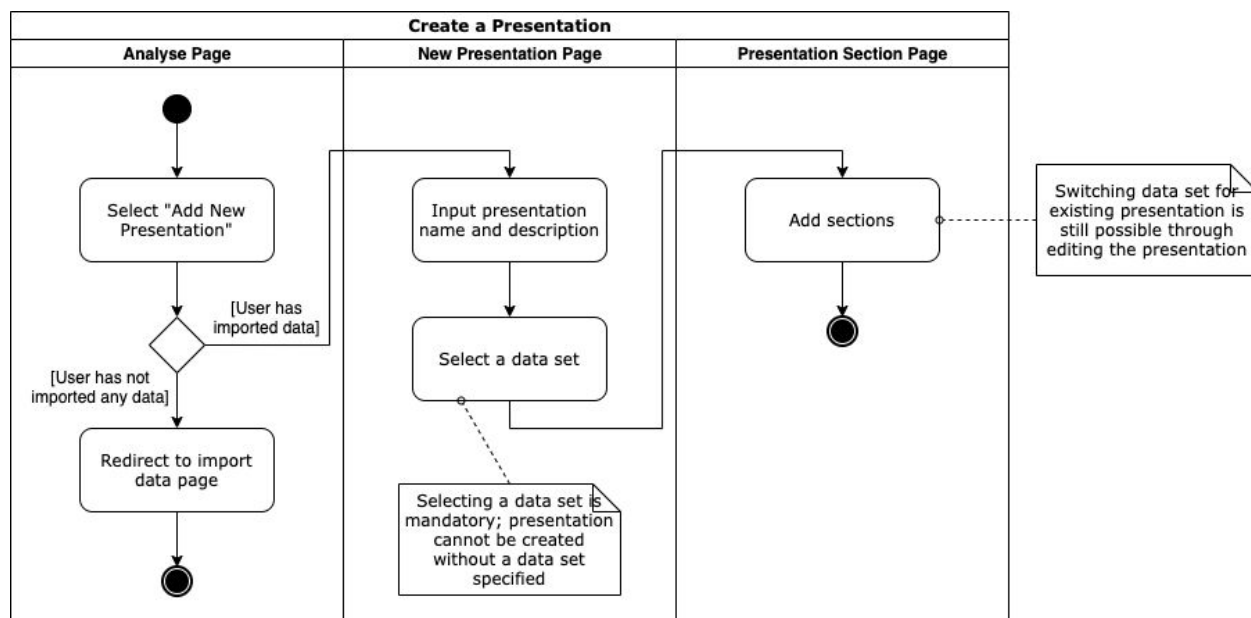 Create a Presentation
Analyse Page
New Presentation Page
Presentation Section Page
Select "Add New
Presentation"
[User has
imported data]
[User has not
imported any data]
Redirect to import
data page
Input presentation
name and description
Select a data set
Selecting a data set is
mandatory; presentation
cannot be created
without a data set
specified
Add sections
Switching data set for
existing presentation is
still possible through
editing the presentation